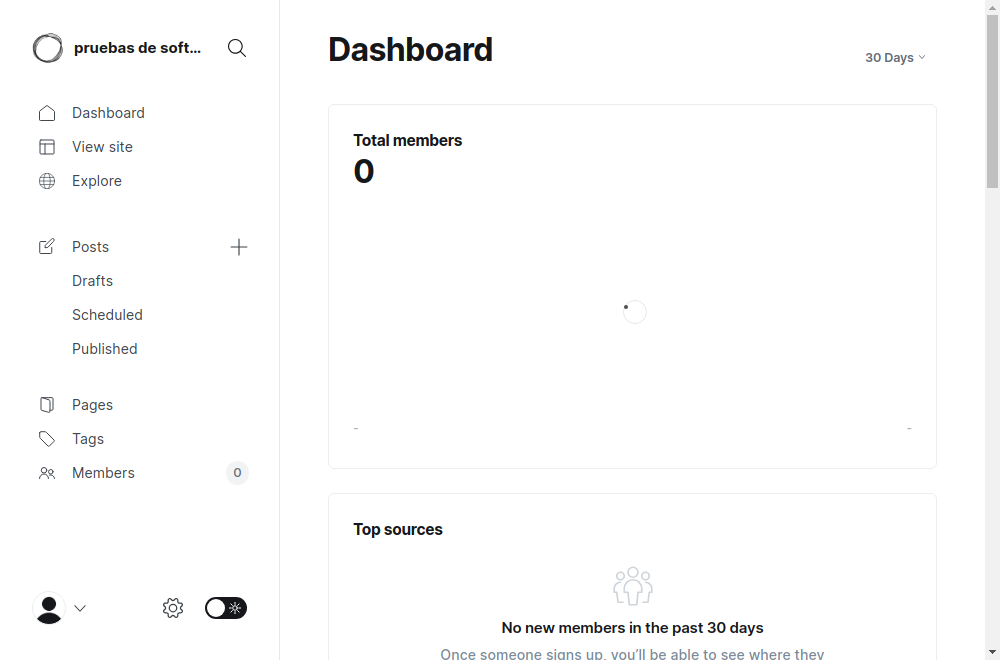 pruebas de soft...
Dashboard
30 Days
Dashboard
View site
Explore
Posts
Drafts
Scheduled
Published
Pages
Tags
Members
0
Total members
0
-
-
Top sources
No new members in the past 30 days
Once someone signs up, you’ll be able to see where they